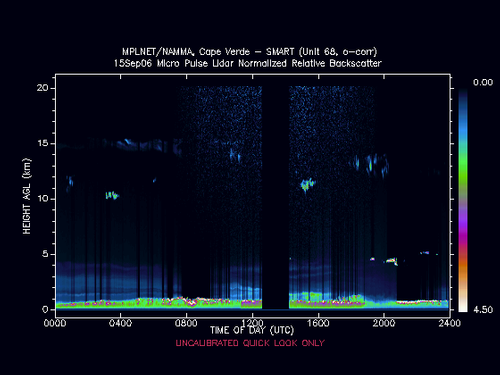 MPLNET/NAMMA, Cape Verde – SMART (Unit 68, o-corr)
15Sep06 Micro Pulse Lidar Normalized Relative Backscatter
0.00
20
15
10
5
0
HEIGHT AGL (km)
4.50
0000 0400 0800 1200 1600 2000 2400
TIME OF DAY (UTC)
UNCALIBRATED QUICK LOOK ONLY